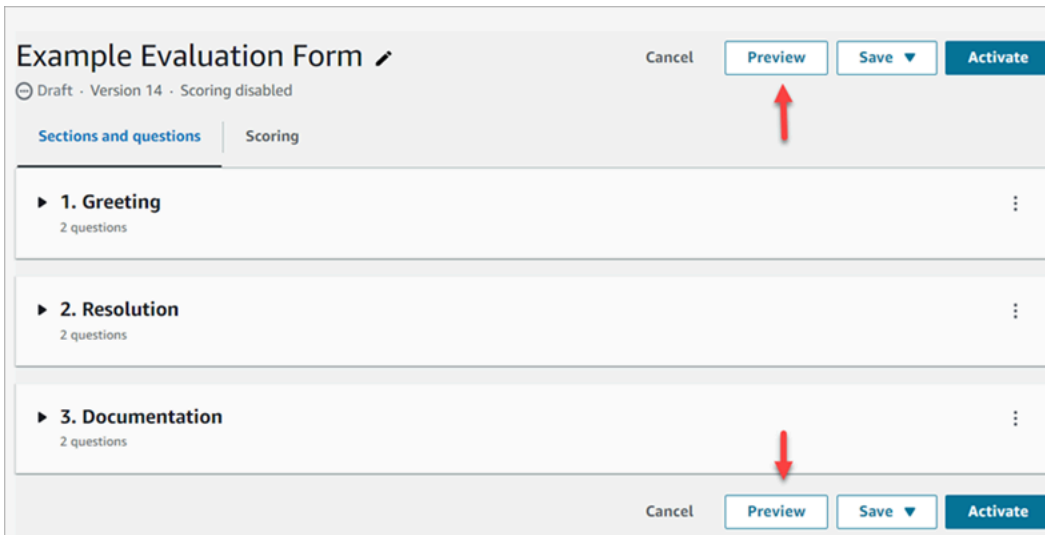 Example Evaluation Form
Cancel Preview Save Activate
Draft · Version 14 · Scoring disabled
Sections and questions Scoring
1. Greeting
2 questions
2. Resolution
2 questions
3. Documentation
2 questions
Cancel Preview Save Activate